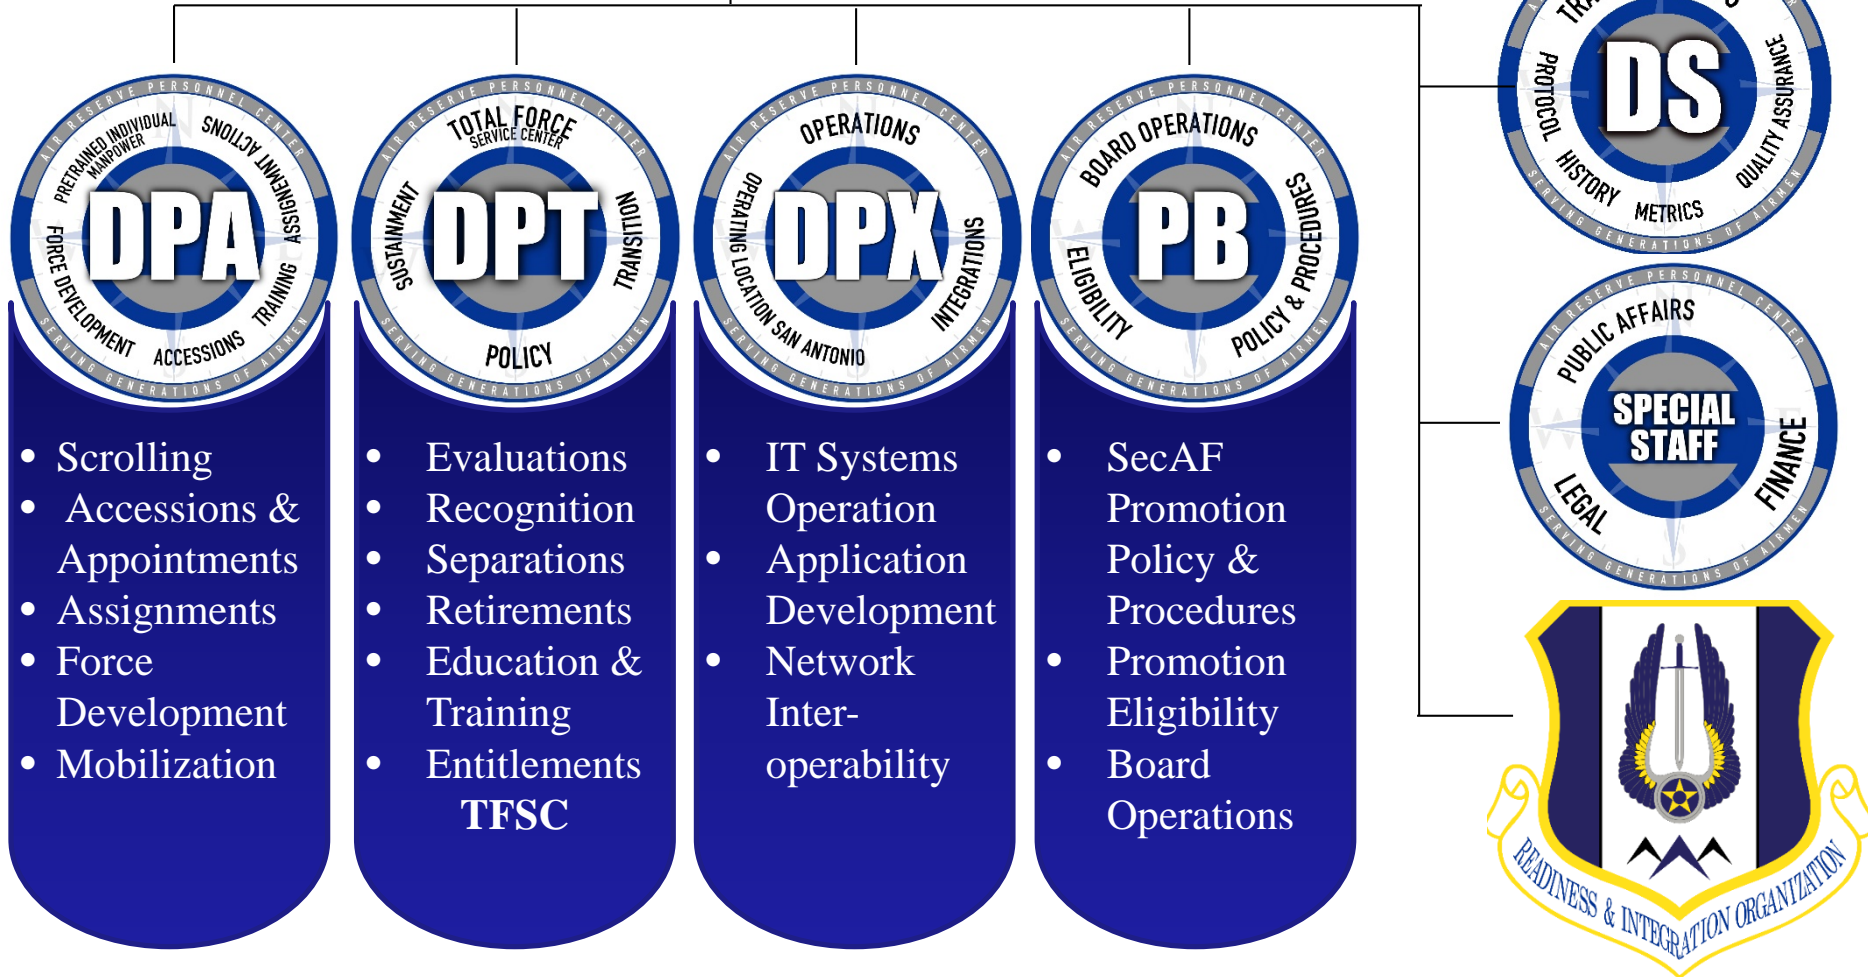 AIR RESERVE PERSONNEL CENTER
PRETRAINED INDIVIDUAL
MANPOWER
ASSIGNEMNT ACTIONS
TRAINING
ACCESSIONS
FORCE DEVELOPMENT
DPA
SERVING GENERATIONS OF AIRMEN
• Scrolling
• Accessions &
Appointments
• Assignments
• Force
Development
• Mobilization
AIR RESERVE PERSONNEL CENTER
TOTAL FORCE
SERVICE CENTER
SUSTAINMENT
TRANSITION
POLICY
DPT
SERVING GENERATIONS OF AIRMEN
• Evaluations
• Recognition
• Separations
• Retirements
• Education &
Training
• Entitlements
TFSC
AIR RESERVE PERSONNEL CENTER
OPERATIONS
OPERATING LOCATION SAN ANTONIO
INTEGRATIONS
DPX
SERVING GENERATIONS OF AIRMEN
• IT Systems
Operation
• Application
Development
• Network
Inter-
operability
AIR RESERVE PERSONNEL CENTER
BOARD OPERATIONS
ELIGIBILITY
POLICY & PROCEDURES
PB
SERVING GENERATIONS OF AIRMEN
• SecAF
Promotion
Policy &
Procedures
• Promotion
Eligibility
• Board
Operations
DS
PROTOCOL
HISTORY
METRICS
QUALITY ASSURANCE
SERVING GENERATIONS OF AIRMEN
AIR RESERVE PERSONNEL CENTER
PUBLIC AFFAIRS
SPECIAL
STAFF
LEGAL
FINANCE
SERVING GENERATIONS OF AIRMEN
READINESS & INTEGRATION ORGANIZATION